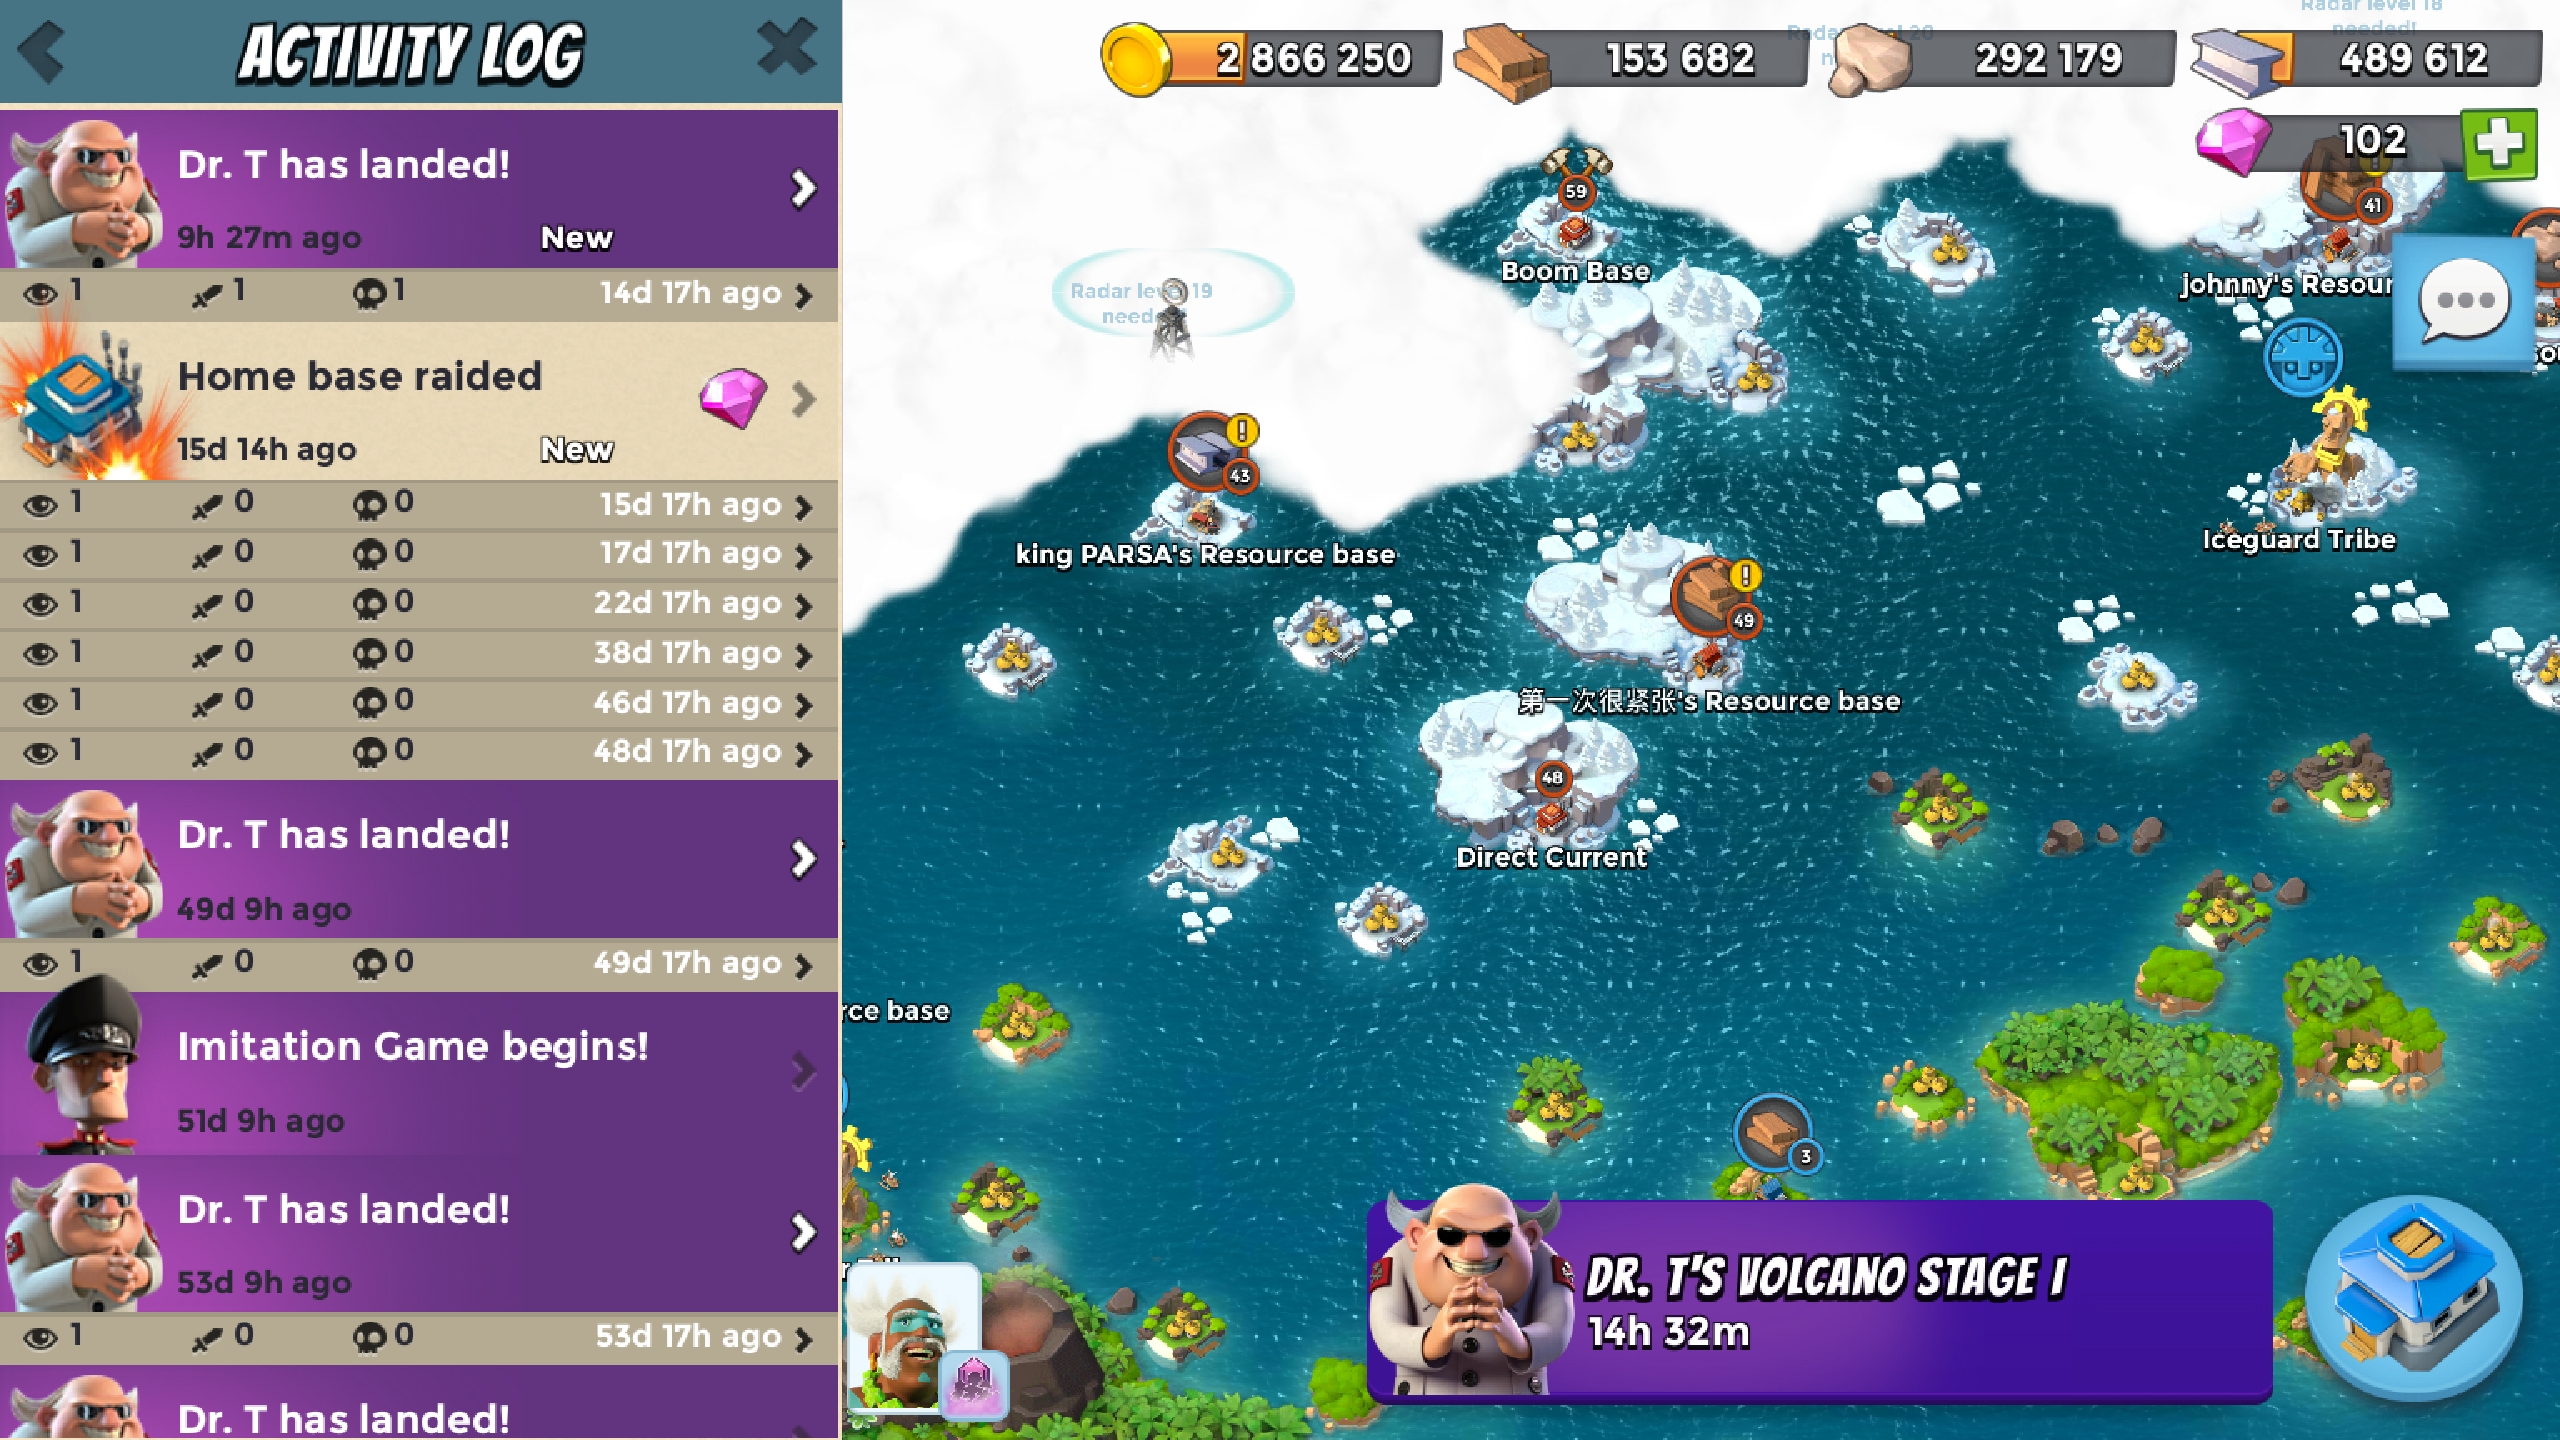 ACTIVITY LOG
Dr. T has landed!
9h 27m ago
New
1
1
1
14d 17h ago
Home base raided
15d 14h ago
New
1
0
0
15d 17h ago
1
0
0
17d 17h ago
1
0
0
22d 17h ago
1
0
0
38d 17h ago
1
0
0
46d 17h ago
1
0
0
48d 17h ago
Dr. T has landed!
49d 9h ago
1
0
0
49d 17h ago
Imitation Game begins!
51d 9h ago
Dr. T has landed!
53d 9h ago
1
0
0
53d 17h ago
Dr. T has landed!
2 866 250
153 682
292 179
489 612
102
Radar level 18
needed!
59
Boom Base
41
johnny's Resour
Radar level 19
43
king PARSA's Resource base
Iceguard Tribe
49
第一次很紧张's Resource base
48
Direct Current
rce base
3
DR. T'S VOLCANO STAGE I
14h 32m